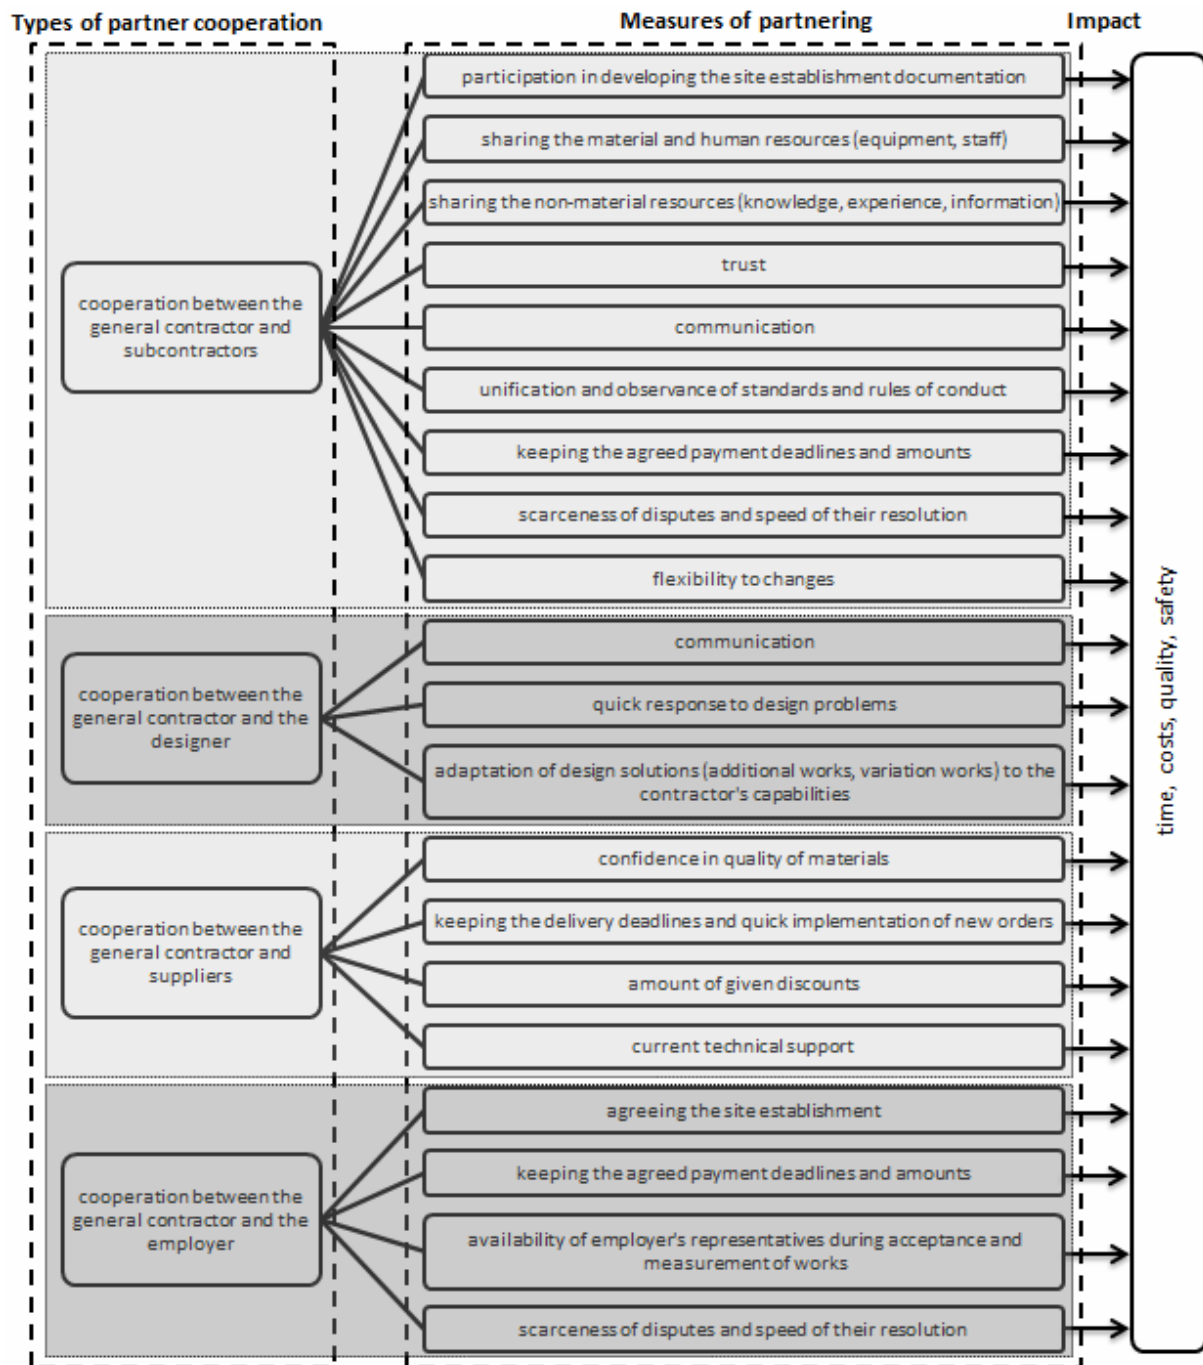 Types of partner cooperation
Measures of partnering
Impact
cooperation between the
general contractor and
subcontractors
participation in developing the site establishment documentation
sharing the material and human resources (equipment, staff)
sharing the non-material resources (knowledge, experience, information)
trust
communication
unification and observance of standards and rules of conduct
keeping the agreed payment deadlines and amounts
scarceness of disputes and speed of their resolution
flexibility to changes
cooperation between the
general contractor and the
designer
communication
quick response to design problems
adaptation of design solutions (additional works, variation works) to the
contractor's capabilities
cooperation between the
general contractor and
suppliers
confidence in quality of materials
keeping the delivery deadlines and quick implementation of new orders
amount of given discounts
current technical support
cooperation between the
general contractor and the
employer
agreeing the site establishment
keeping the agreed payment deadlines and amounts
availability of employer's representatives during acceptance and
measurement of works
scarceness of disputes and speed of their resolution
time, costs, quality, safety